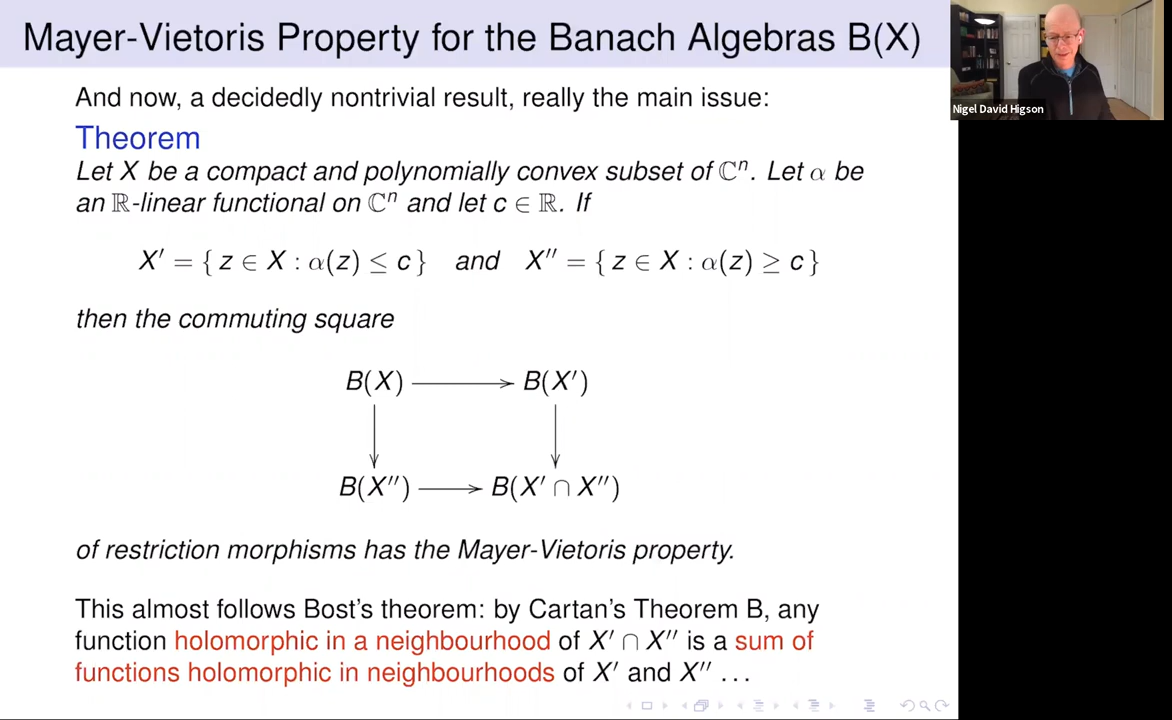 Mayer-Vietoris Property for the Banach Algebras B(X)
Nigel David Higson
And now, a decidedly nontrivial result, really the main issue:
Theorem
Let X be a compact and polynomially convex subset of ℂⁿ. Let α be
an ℝ-linear functional on ℂⁿ and let c ∈ ℝ. If
X′ = { z ∈ X : α(z) ≤ c } and X″ = { z ∈ X : α(z) ≥ c }
then the commuting square
B(X) B(X′)
B(X″) B(X′ ∩ X″)
of restriction morphisms has the Mayer-Vietoris property.
This almost follows Bost's theorem: by Cartan's Theorem B, any
function holomorphic in a neighbourhood of X′ ∩ X″ is a sum of
functions holomorphic in neighbourhoods of X′ and X″ …